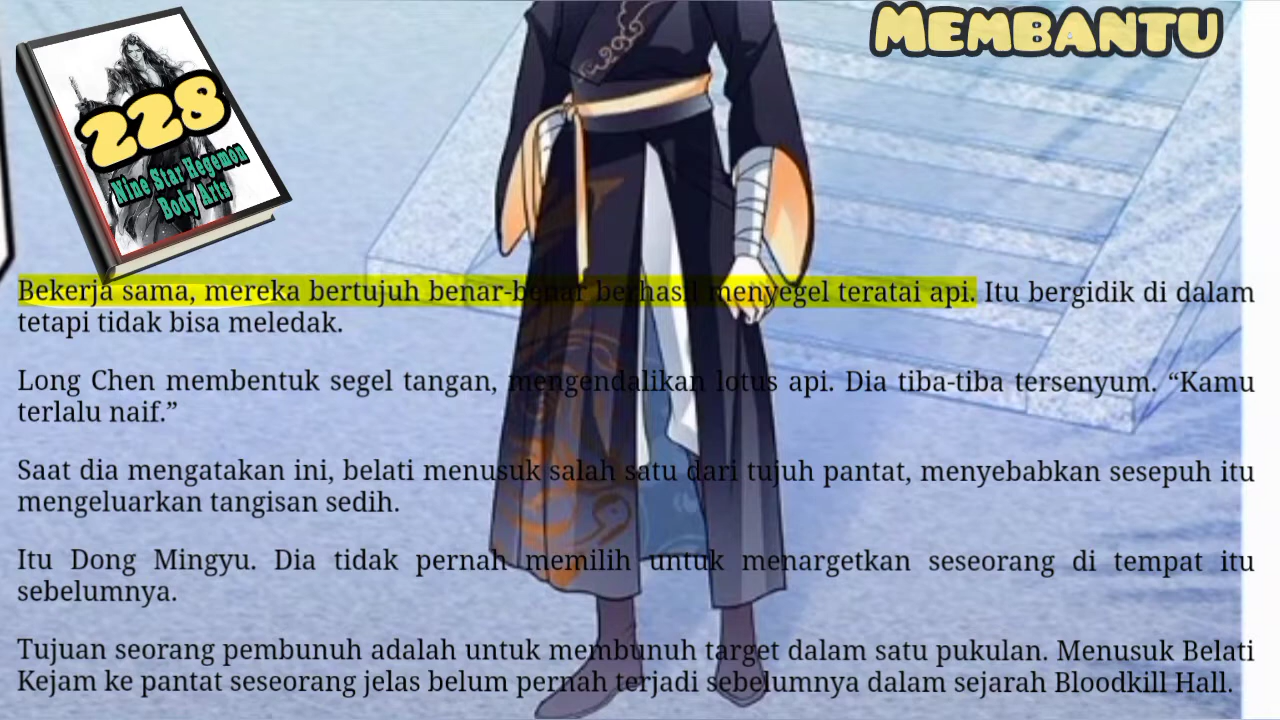 MEMBANTU
228
Nine Star Hegemon
Body Arts
Bekerja sama, mereka bertujuh benar-benar berhasil menyegel teratai api. Itu bergidik di dalam
tetapi tidak bisa meledak.
Long Chen membentuk segel tangan, mengendalikan lotus api. Dia tiba-tiba tersenyum. “Kamu
terlalu naif.”
Saat dia mengatakan ini, belati menusuk salah satu dari tujuh pantat, menyebabkan sesepuh itu
mengeluarkan tangisan sedih.
Itu Dong Mingyu. Dia tidak pernah memilih untuk menargetkan seseorang di tempat itu
sebelumnya.
Tujuan seorang pembunuh adalah untuk membunuh target dalam satu pukulan. Menusuk Belati
Kejam ke pantat seseorang jelas belum pernah terjadi sebelumnya dalam sejarah Bloodkill Hall.